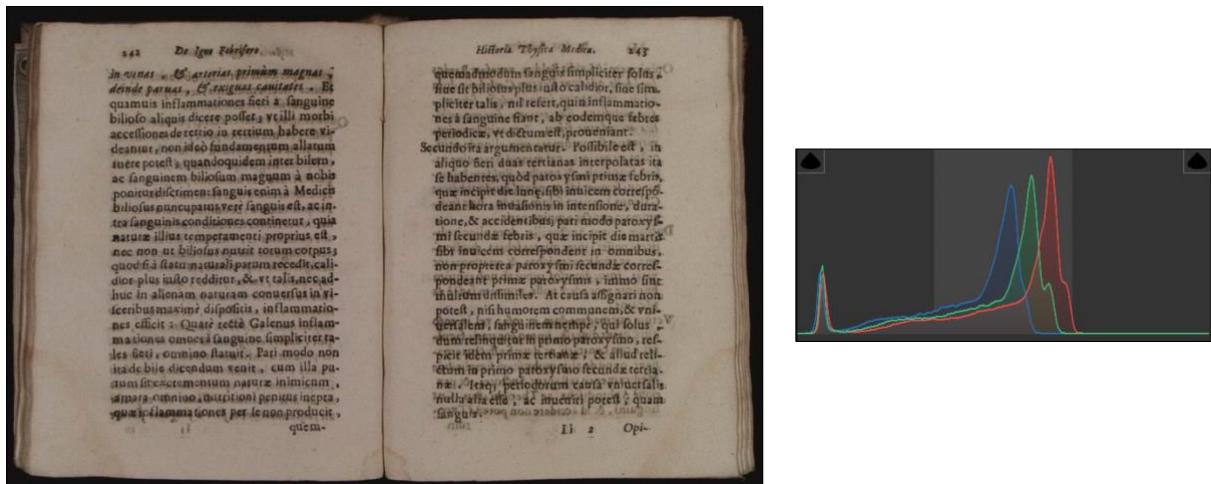 242 De Igne Febrifero.
in venas, & arterias primùm magnas,
deinde paruas, & exiguas cauitates. Et
quamuis inflammationes fieri à sanguine
bilioso aliquis dicere posset, vt illi morbi
accessiones de tertio in tertium habere vi-
deantur, non ideò fundamentum allatum
ruere potest, quandoquidem inter bilem,
ac sanguinem biliosum magnum à nobis
ponitur discrimen: sanguis enim à Medicis
biliosus nuncupatus verè sanguis est, ac in-
tra sanguinis conditiones continetur, quia
naturæ illius temperamenti proprius est,
nec non ut biliosus nutrit totum corpus;
quod si à statu naturali parum recedit, cali-
dior plus iusto redditur, & vt talis, nec ad-
huc in alienam naturam conuersus in vi-
sceribus maximè dispositis, inflammatio-
nes efficit: Quarè rectè Galenus inflam-
mationes omnes à sanguine simpliciter ta-
les fieri, omnino statuit. Pari modo non
ita de bile dicendum venit, cum illa pu-
rum sit excrementum naturæ inimicum,
amara omnino, nutritioni penitus inepta,
quæ inflammationes per se non producit,
quem-
Historia Physica Medica. 243
quemadmodum sanguis simpliciter solus,
siue sit biliosus plus iusto calidior, siue sim-
pliciter talis, nil refert, quin inflammatio-
nes à sanguine fiant, ab eodemque febres
periodicæ, vt dictum est, proueniant.
Secundo ita argumentatur. Possibile est, in
aliquo fieri duas tertianas interpolatas ita
se habentes, quòd patoxysmi primæ febris,
quæ incipit die lunę, sibi inuicem correspõ-
deant hora inuasionis in intensione, dura-
tione, & accidentibus; pari modo paroxys-
mi secundæ febris, quæ incipit die martis
sibi inuicem correspondent in omnibus,
non propterea paroxysmi secundæ corres-
pondeant primæ paroxysmis, immo sint
multum dissimiles. At causa assignari non
potest, nisi humorem communem, & vni-
uersalem, sanguinem nempè, qui solus,
dum relinquitur in primo paroxysmo, res-
picit idem primæ tertianæ, & aliud reli-
ctum in primo paroxysmo secundæ tertia-
næ. Itaq; periodorum causa vniuersalis
nulla alia esse, ac inueniri potest, quam
sanguis.
Ii 2 Opi-